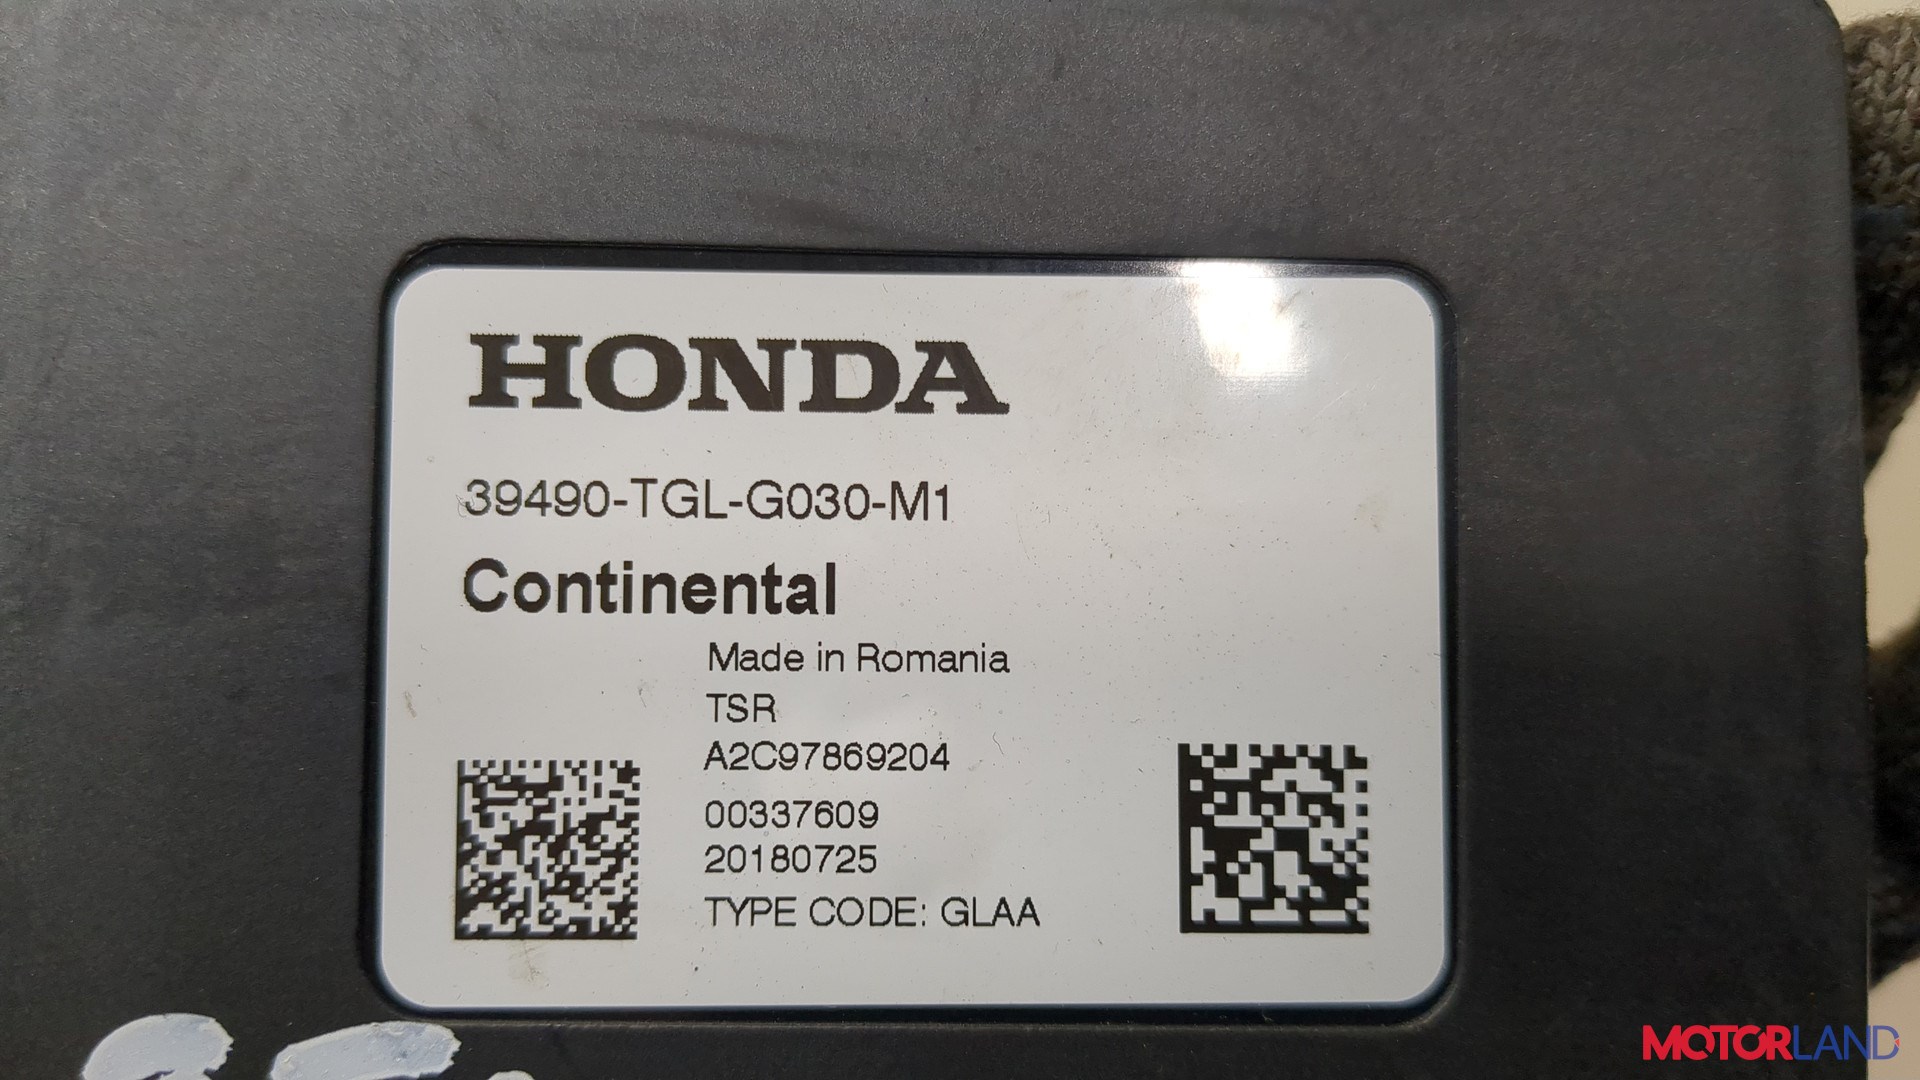 HONDA
39490-TGL-G030-M1
Continental
Made in Romania
TSR
A2C97869204
00337609
20180725
TYPE CODE: GLAA
MOTORLAND